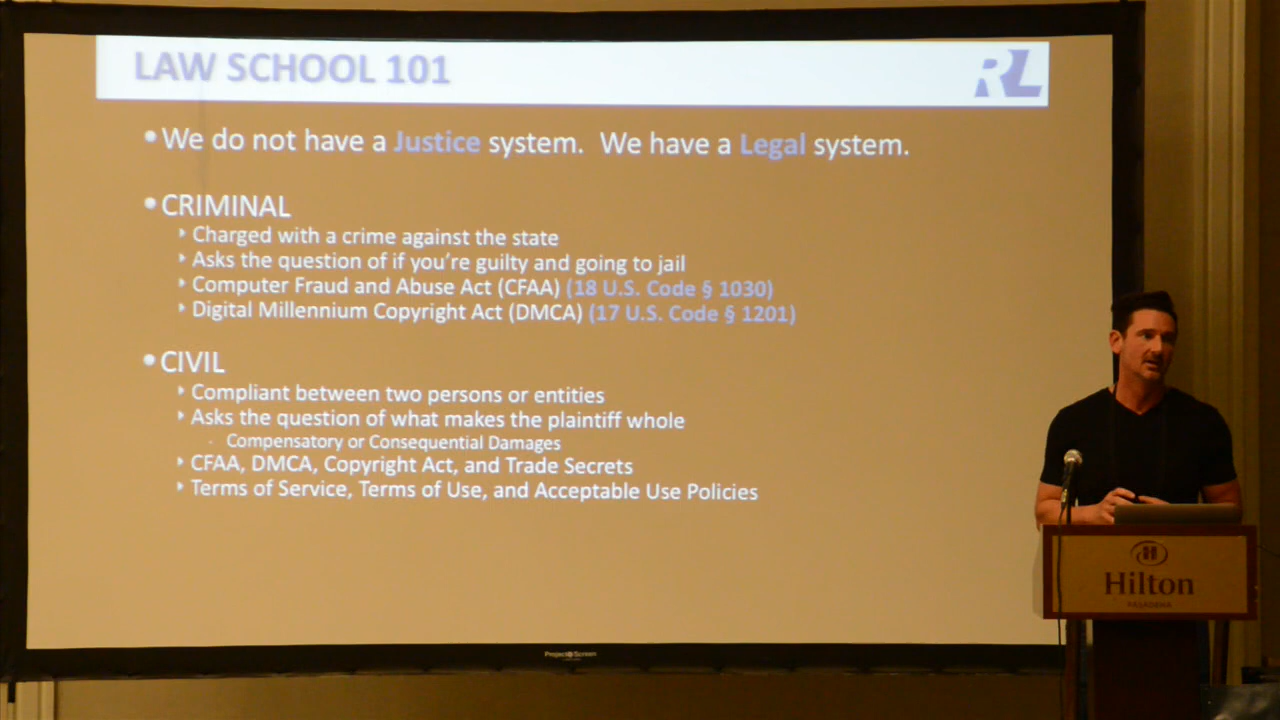 LAW SCHOOL 101
RL
• We do not have a Justice system. We have a Legal system.
• CRIMINAL
‣ Charged with a crime against the state
‣ Asks the question of if you're guilty and going to jail
‣ Computer Fraud and Abuse Act (CFAA) (18 U.S. Code § 1030)
‣ Digital Millennium Copyright Act (DMCA) (17 U.S. Code § 1201)
• CIVIL
‣ Compliant between two persons or entities
‣ Asks the question of what makes the plaintiff whole
- Compensatory or Consequential Damages
‣ CFAA, DMCA, Copyright Act, and Trade Secrets
‣ Terms of Service, Terms of Use, and Acceptable Use Policies
H
Hilton
PASADENA
Project Screen